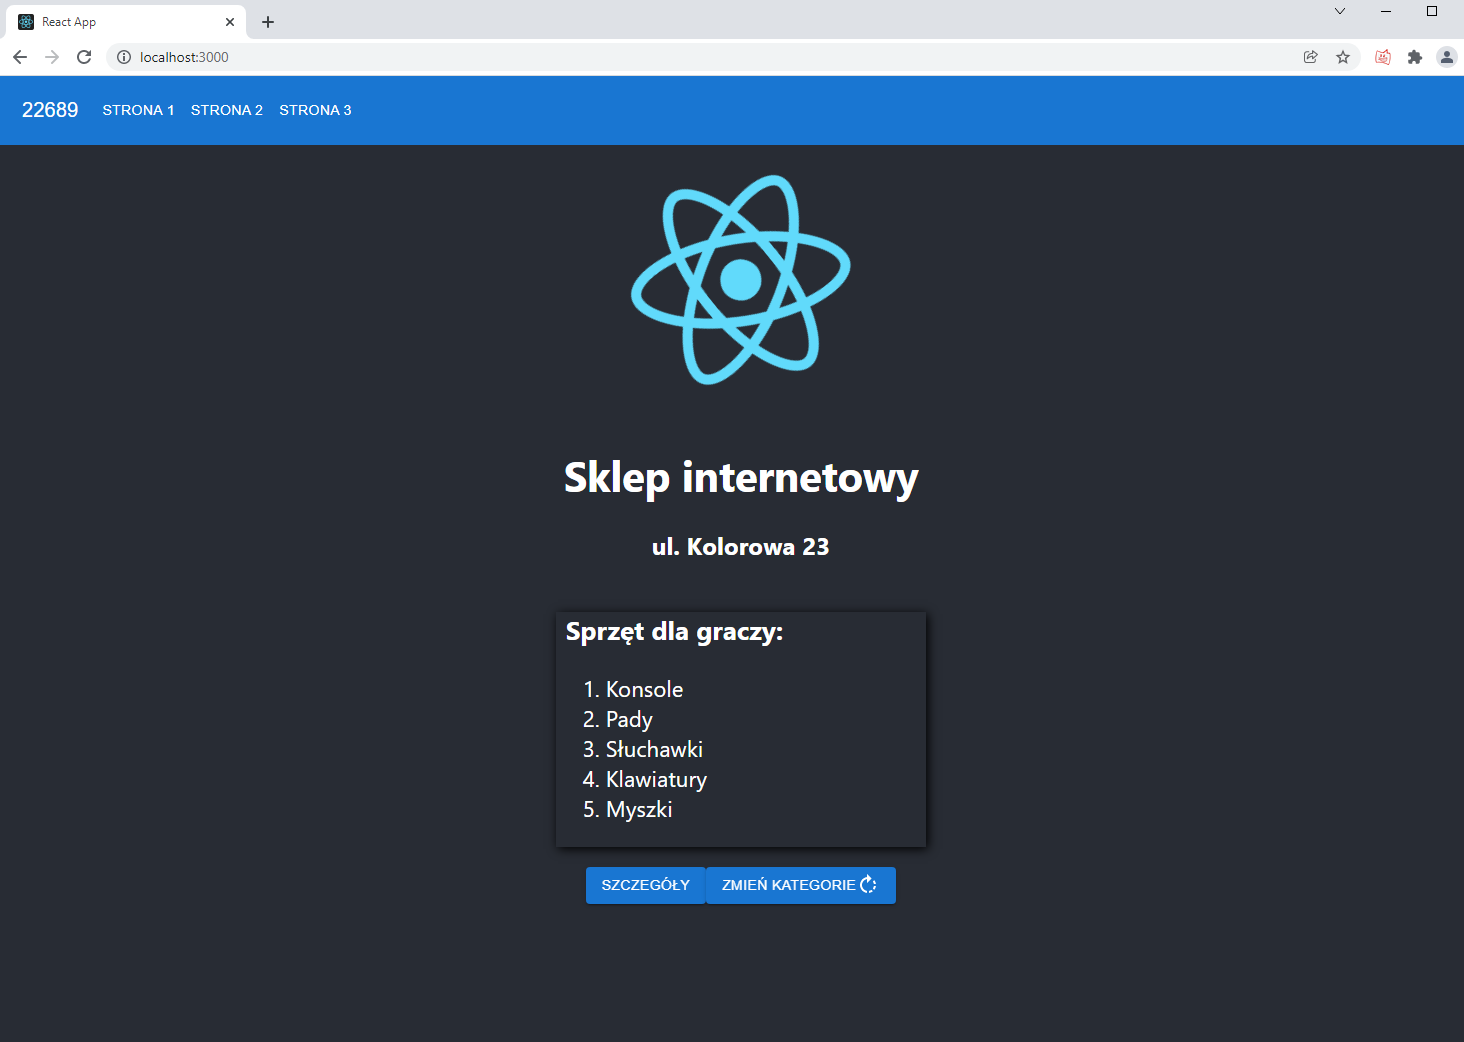 React App
localhost:3000
22689 STRONA 1 STRONA 2 STRONA 3
Sklep internetowy
ul. Kolorowa 23
Sprzęt dla graczy:
1. Konsole
2. Pady
3. Słuchawki
4. Klawiatury
5. Myszki
SZCZEGÓŁY ZMIEŃ KATEGORIE